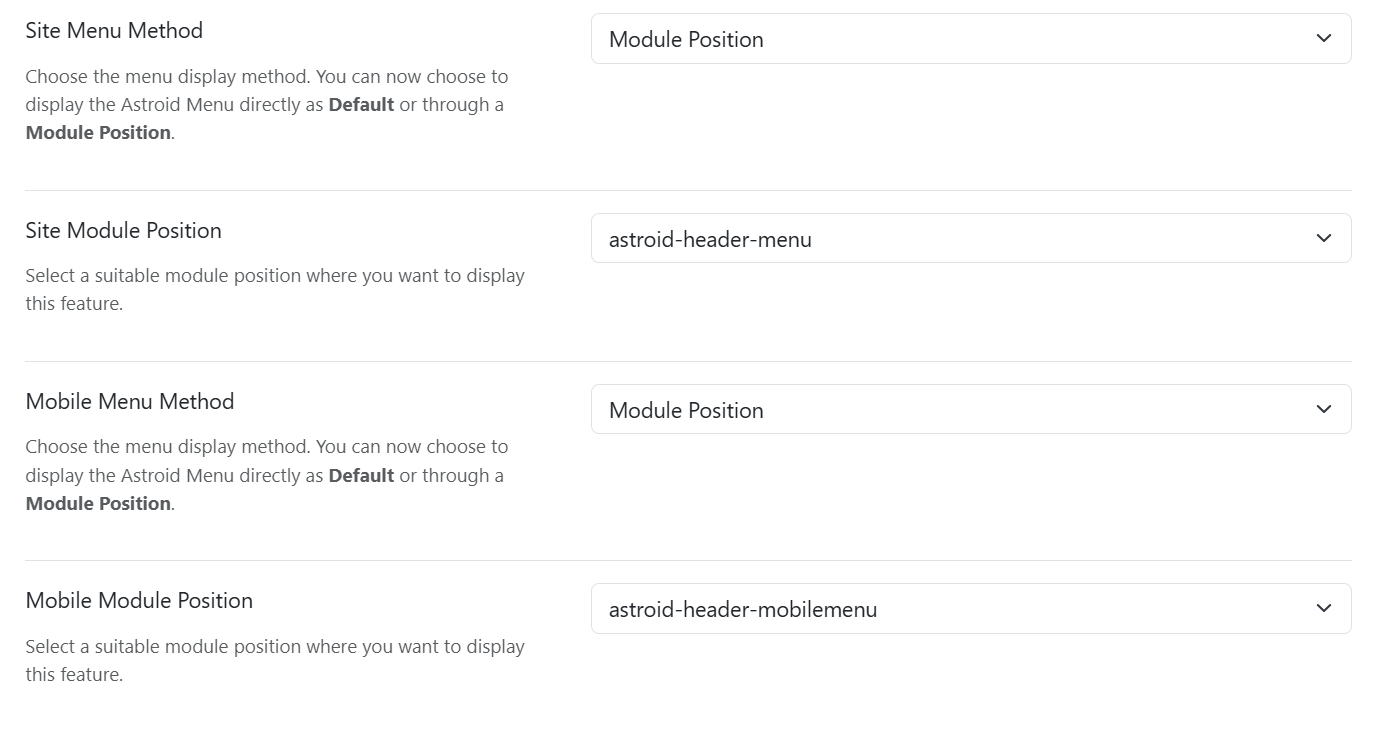 Site Menu Method
Module Position
Choose the menu display method. You can now choose to
display the Astroid Menu directly as Default or through a
Module Position.
Site Module Position
astroid-header-menu
Select a suitable module position where you want to display
this feature.
Mobile Menu Method
Module Position
Choose the menu display method. You can now choose to
display the Astroid Menu directly as Default or through a
Module Position.
Mobile Module Position
astroid-header-mobilemenu
Select a suitable module position where you want to display
this feature.